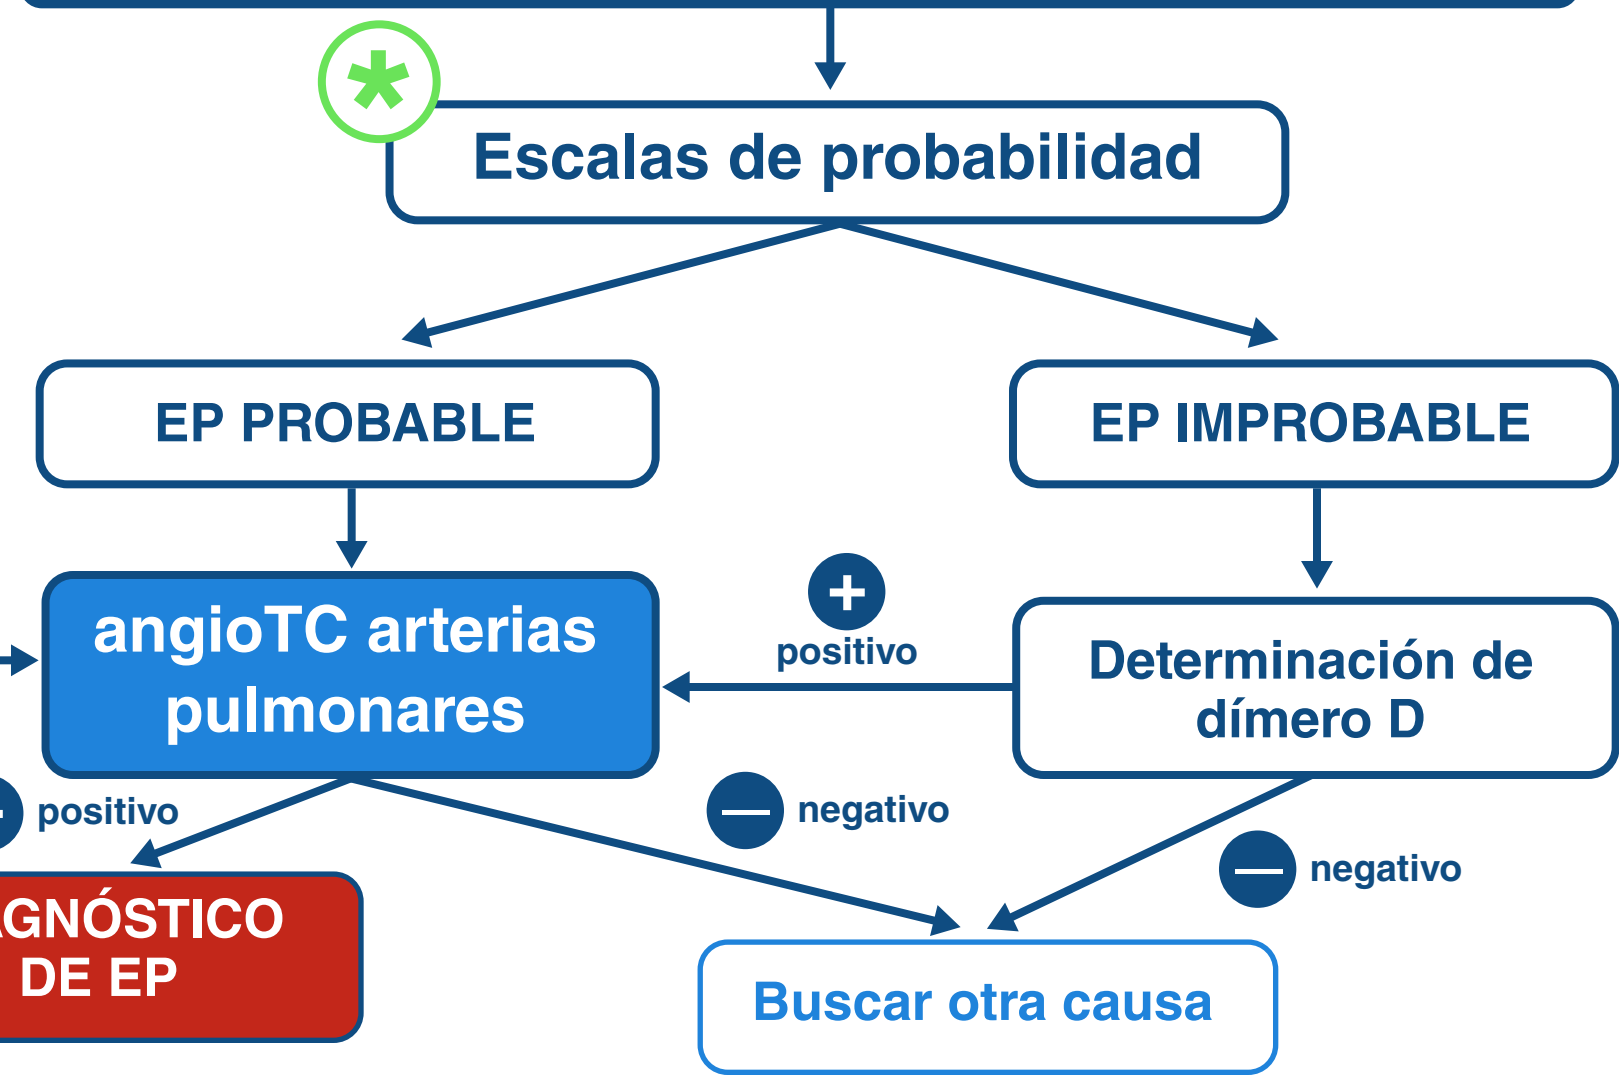 *
Escalas de probabilidad
EP PROBABLE
EP IMPROBABLE
angioTC arterias
pulmonares
+
positivo
Determinación de
dímero D
positivo
negativo
negativo
AGNÓSTICO
DE EP
Buscar otra causa